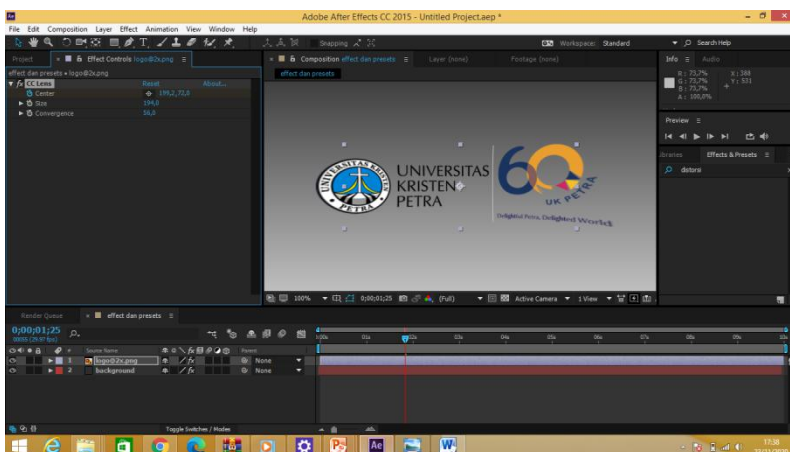 Adobe After Effects CC 2015 - Untitled Project.aep *
File Edit Composition Layer Effect Animation View Window Help
Snapping
Workspace: Standard
Search Help
Project
Effect Controls logo@2x.png
Composition effect dan presets
Layer (none)
Footage (none)
Info
Audio
effect dan presets • logo@2x.png
effect dan presets
fx CC Lens Reset About...
Center 199,2,72,0
Size 194,0
Convergence 16,0
R: 73,7%
G: 73,7%
B: 73,7%
A: 100,0%
X: 388
Y: 531
Preview
Libraries
Effects & Presets
distorsi
UNIVERSITAS
KRISTEN
PETRA
UNIVERSITAS KRISTEN
PETRA
60
UK PETRA
Delightful Petra, Delighted World!
100%
0;00;01;25
(Full)
Active Camera
1 View
Render Queue
effect dan presets
0;00;01;25
Source Name
Parent
1 logo@2x.png None
2 background None
Toggle Switches / Modes
17:38